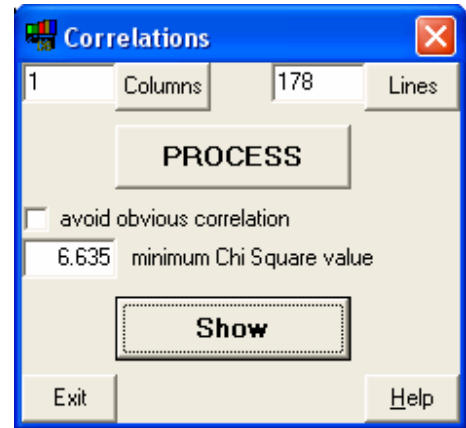 Correlations
1 Columns 178 Lines
PROCESS
avoid obvious correlation
6.635 minimum Chi Square value
Show
Exit Help